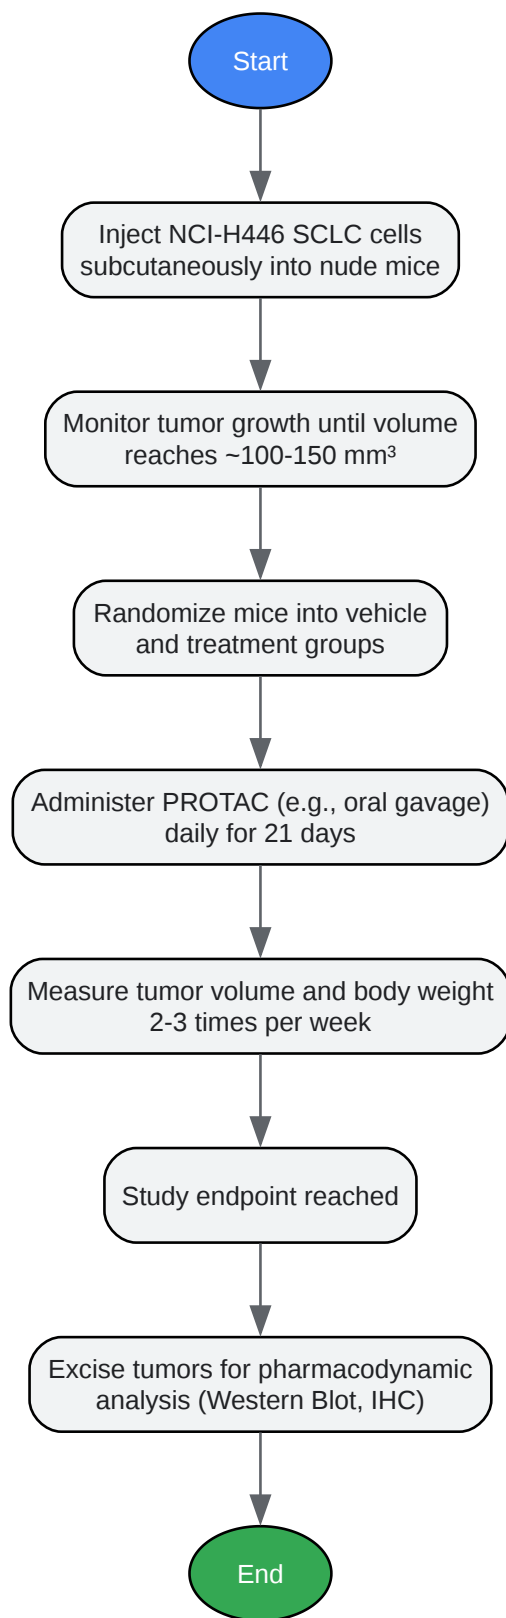 Start
Inject NCI-H446 SCLC cells
subcutaneously into nude mice
Monitor tumor growth until volume
reaches ~100-150 mm³
Randomize mice into vehicle
and treatment groups
Administer PROTAC (e.g., oral gavage)
daily for 21 days
Measure tumor volume and body weight
2-3 times per week
Study endpoint reached
Excise tumors for pharmacodynamic
analysis (Western Blot, IHC)
End